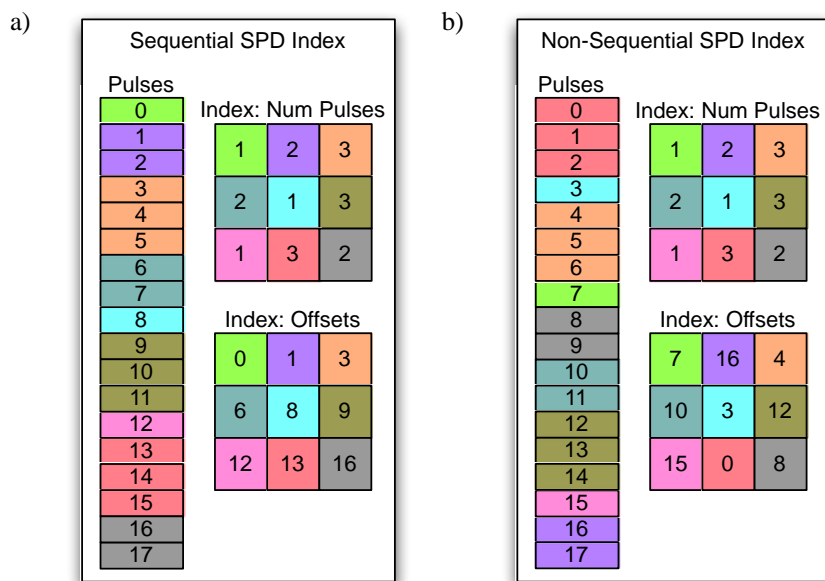 a)
Sequential SPD Index
Pulses
0
1
2
3
4
5
6
7
8
9
10
11
12
13
14
15
16
17
Index: Num Pulses
1 2 3
2 1 3
1 3 2
Index: Offsets
0 1 3
6 8 9
12 13 16
b)
Non-Sequential SPD Index
Pulses
0
1
2
3
4
5
6
7
8
9
10
11
12
13
14
15
16
17
Index: Num Pulses
1 2 3
2 1 3
1 3 2
Index: Offsets
7 16 4
10 3 12
15 0 8